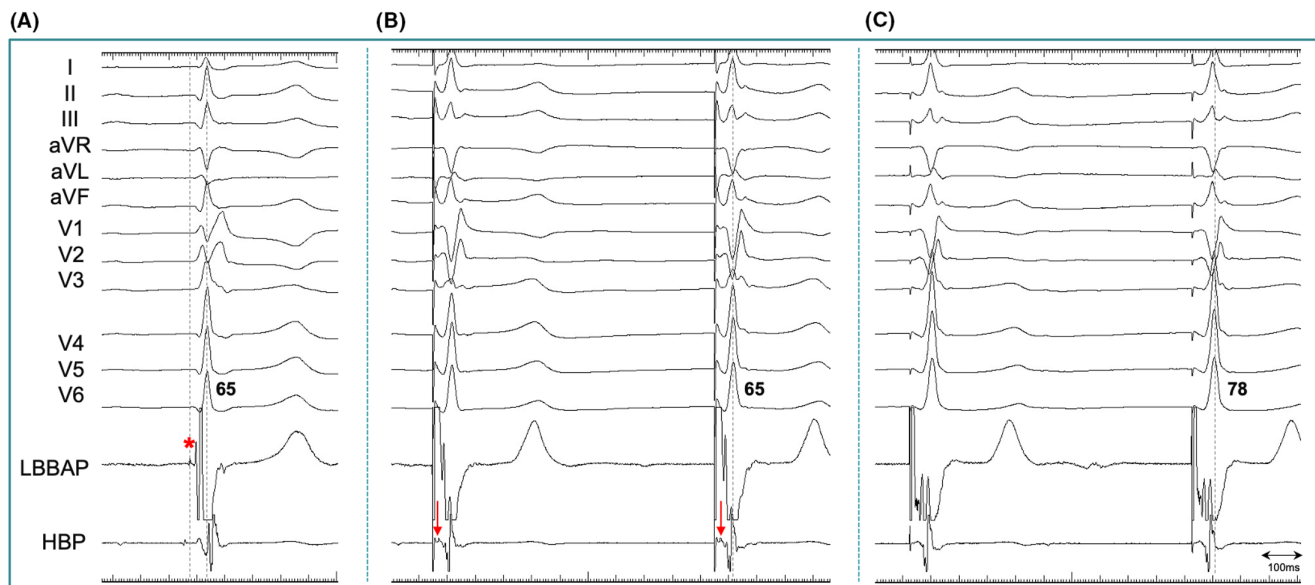 (A) (B) (C)
I
II
III
aVR
aVL
aVF
V1
V2
V3
V4
V5
V6
65 65 78
*
LBBAP
HBP
100ms